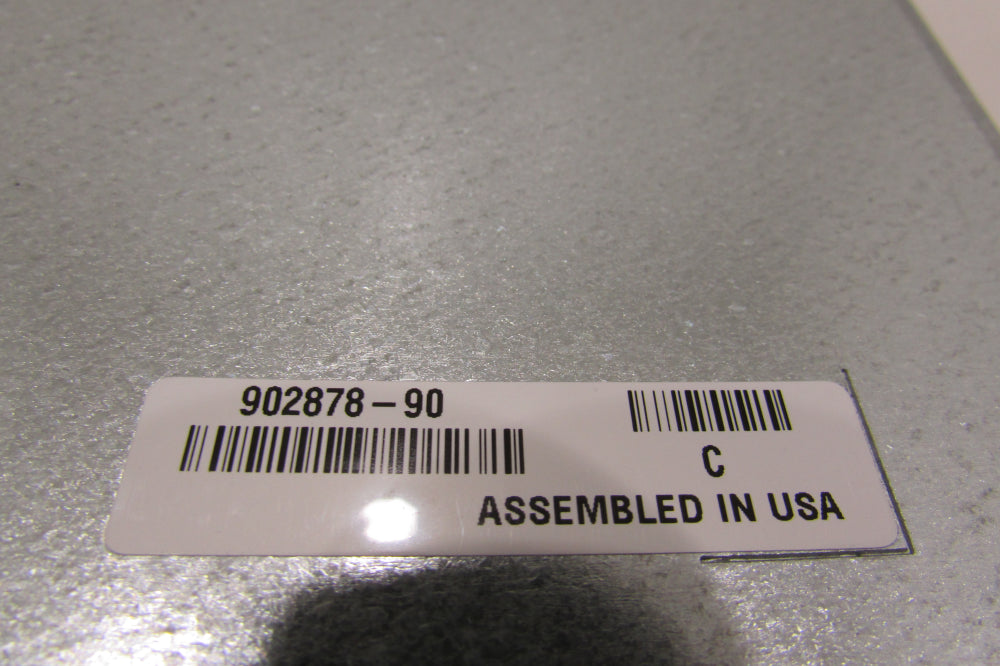 902878-90
C
ASSEMBLED IN USA